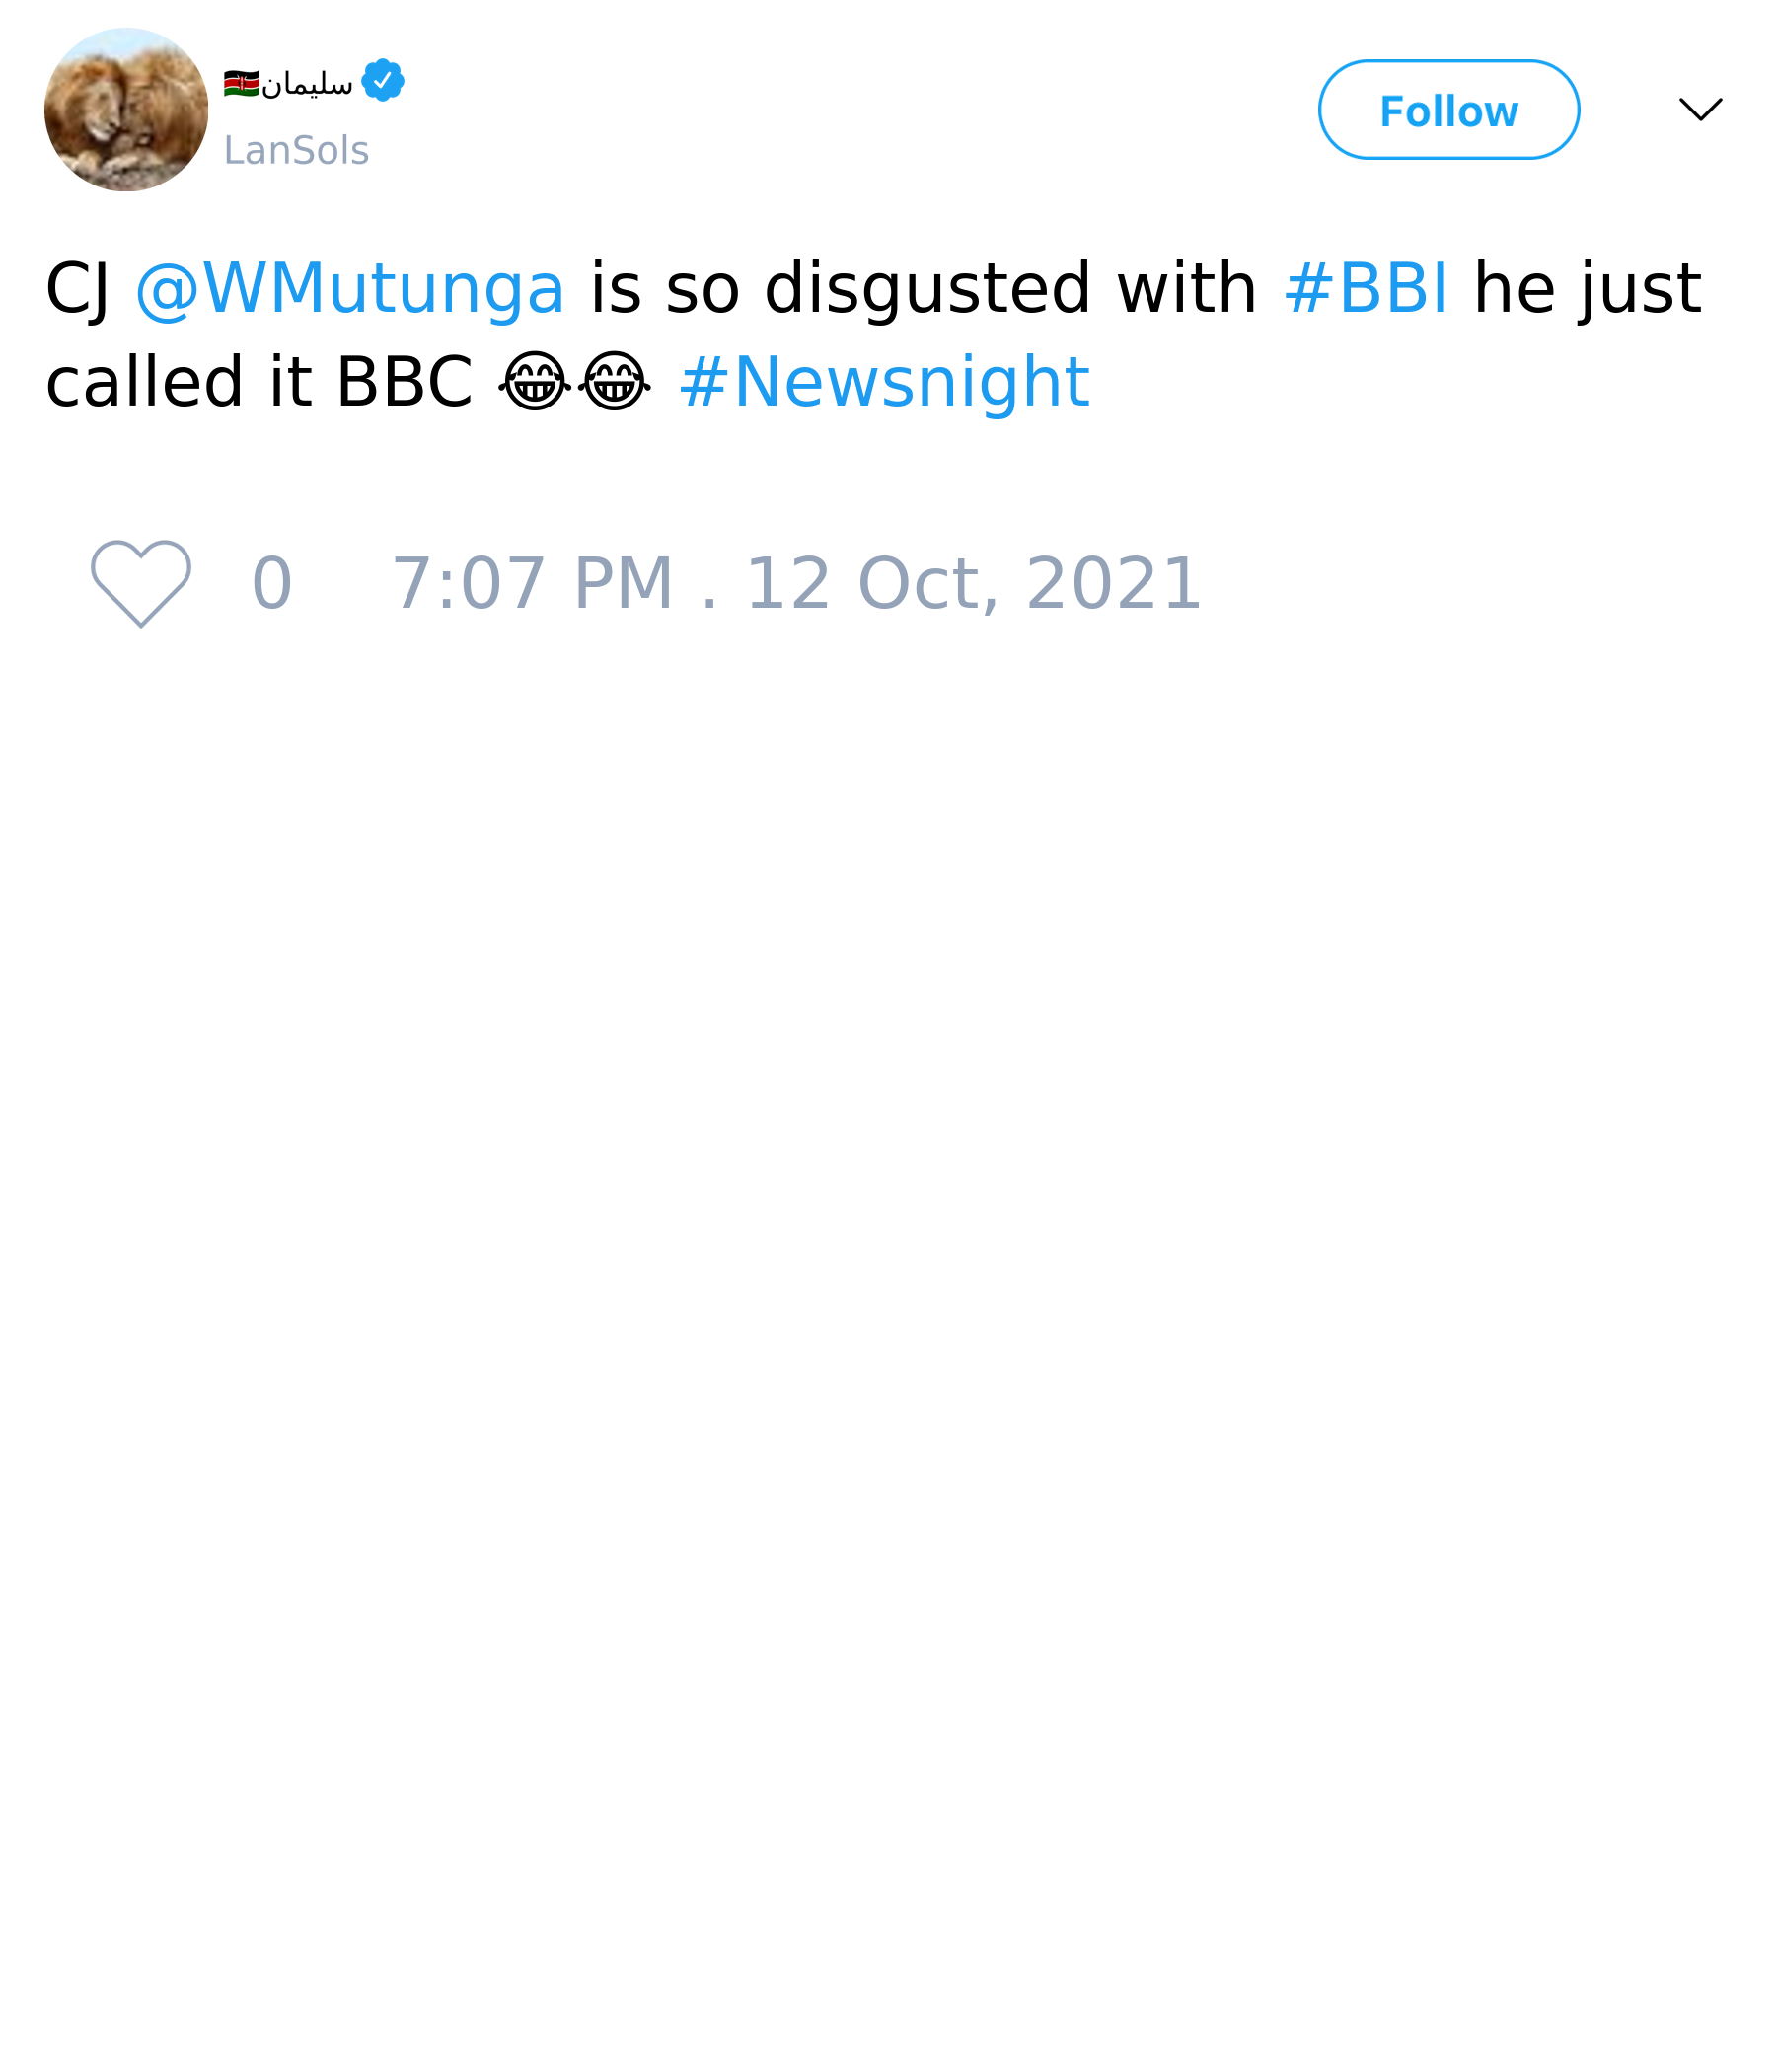 سليمان🇰🇪
LanSols
Follow
CJ @WMutunga is so disgusted with #BBI he just
called it BBC 😂😂 #Newsnight
0 7:07 PM . 12 Oct, 2021